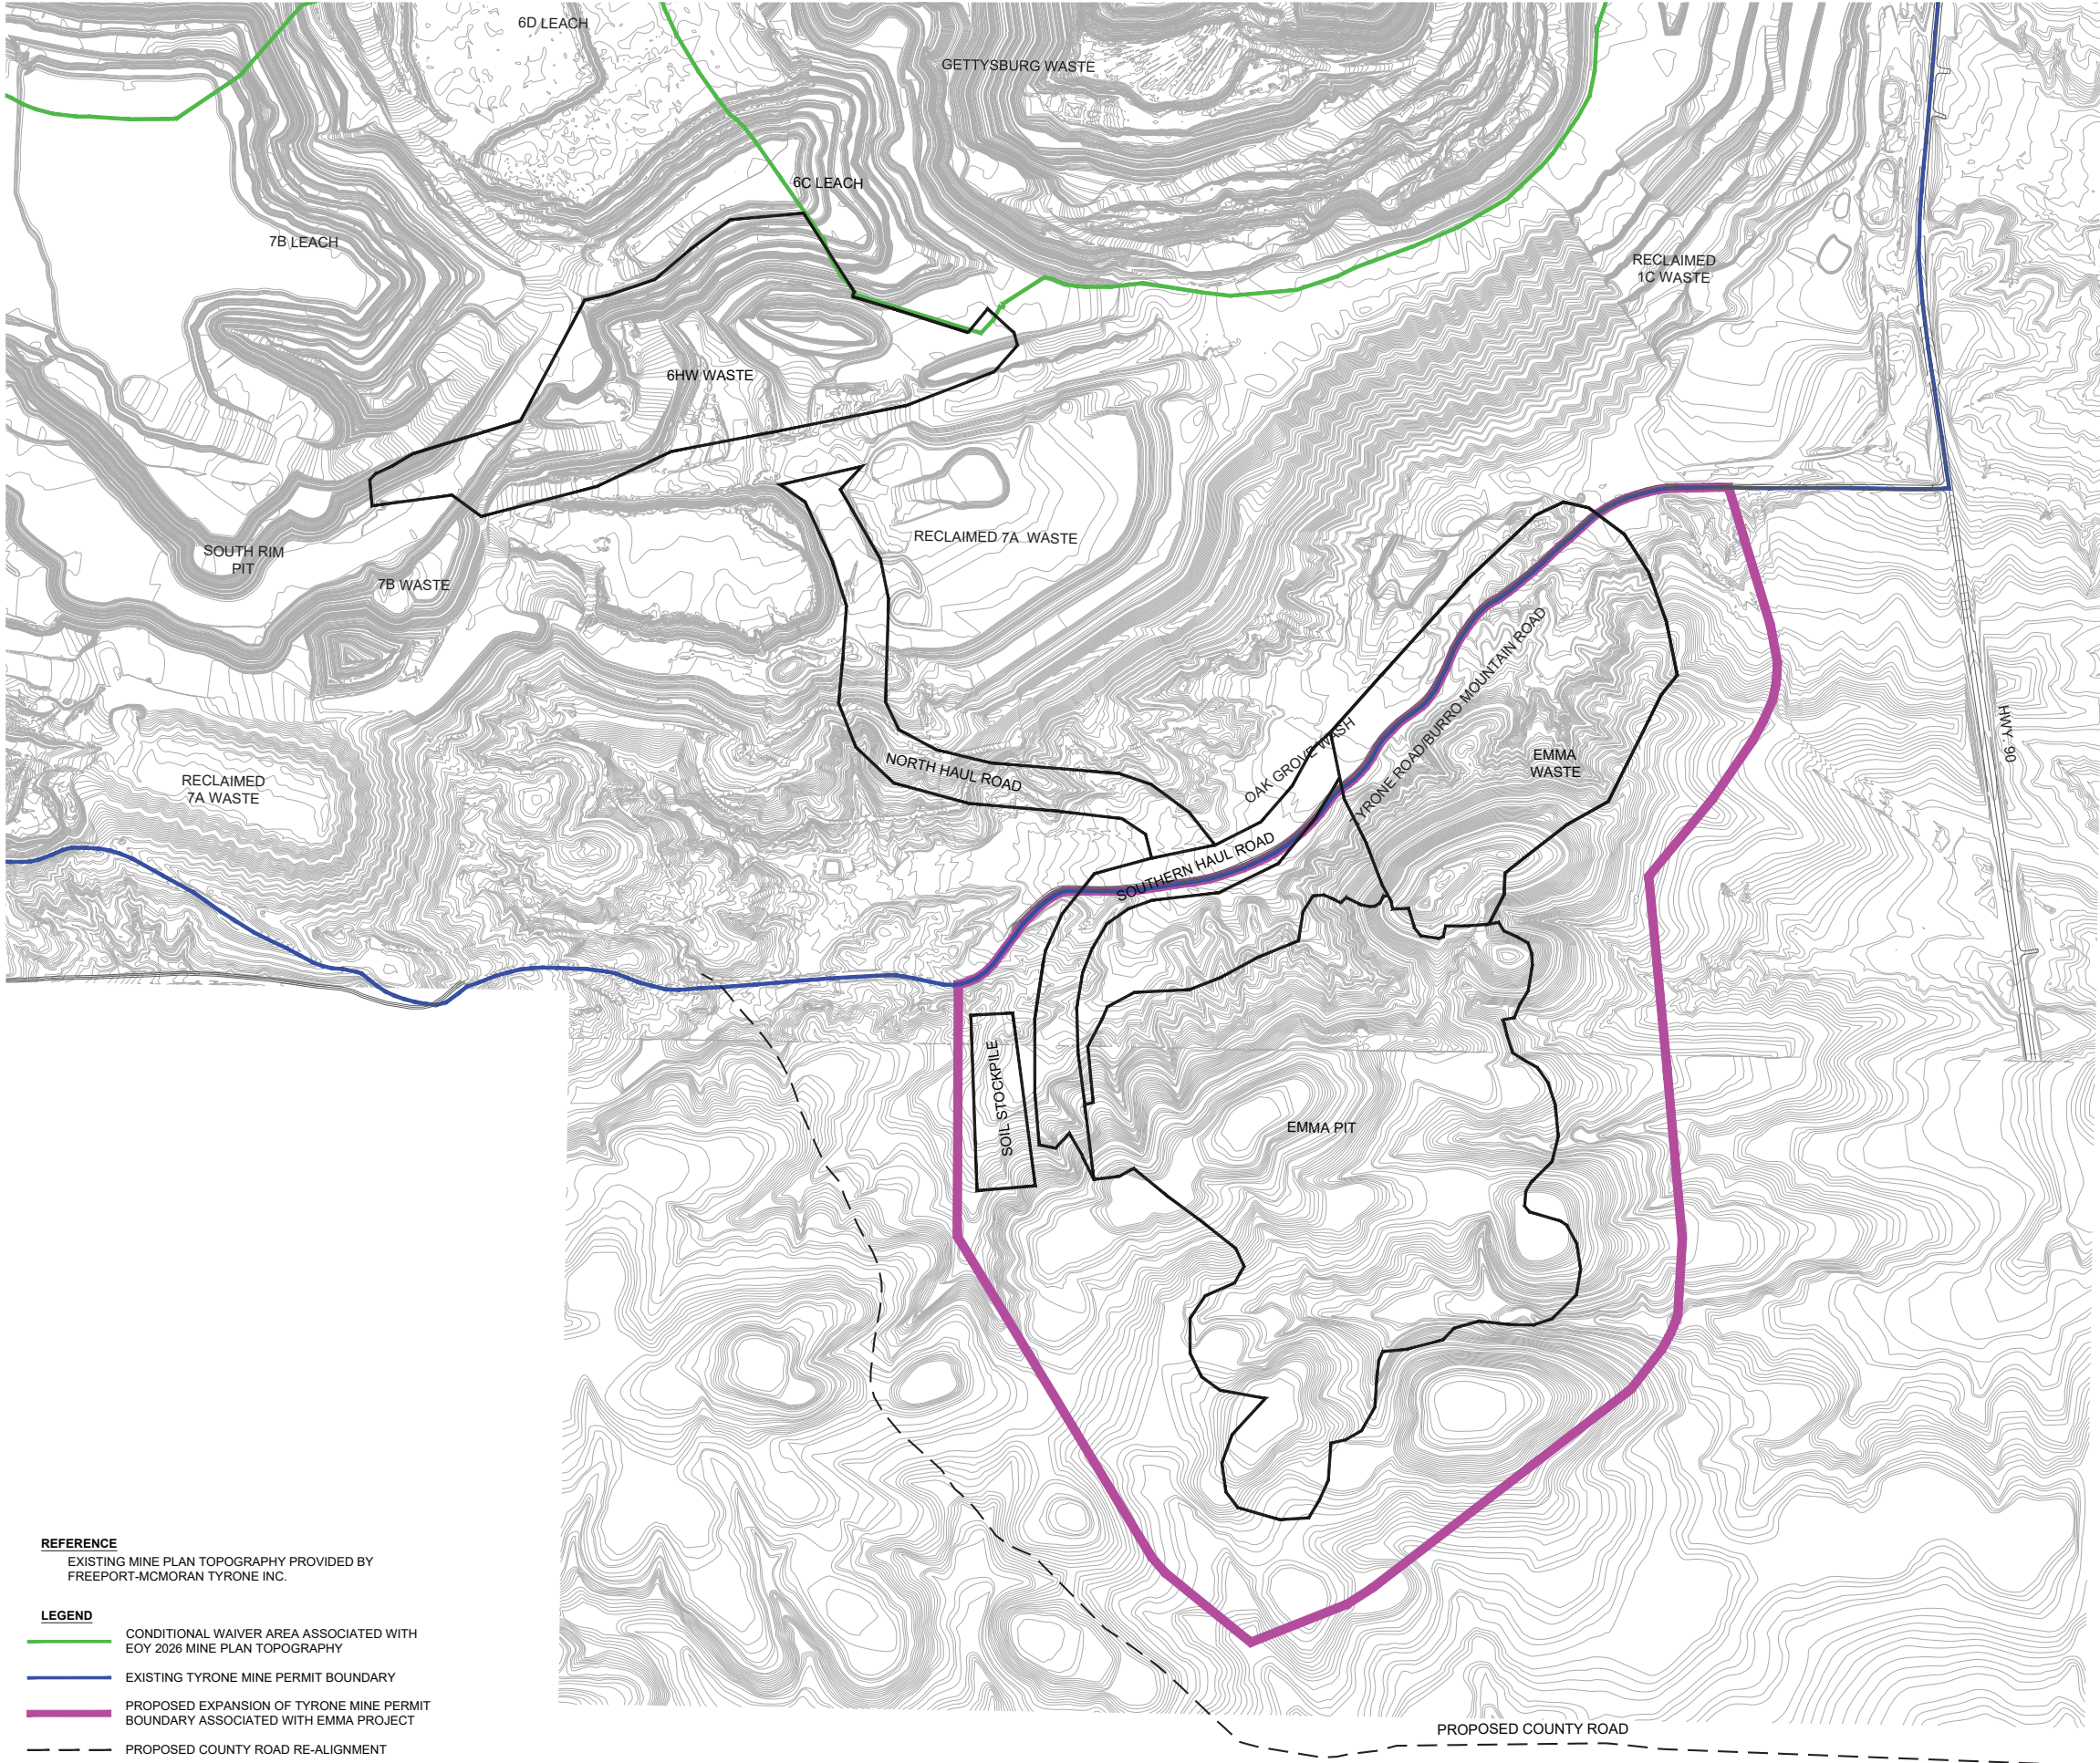 6D LEACH
GETTYSBURG WASTE
6C LEACH
7B LEACH
RECLAIMED
1C WASTE
6HW WASTE
RECLAIMED 7A WASTE
SOUTH RIM
PIT
7B WASTE
HWY. 90
OAK GROVE WASH
TYRONE ROAD/BURRO MOUNTAIN ROAD
EMMA
WASTE
NORTH HAUL ROAD
RECLAIMED
7A WASTE
SOUTHERN HAUL ROAD
SOIL STOCKPILE
EMMA PIT
REFERENCE
EXISTING MINE PLAN TOPOGRAPHY PROVIDED BY
FREEPORT-MCMORAN TYRONE INC.
LEGEND
CONDITIONAL WAIVER AREA ASSOCIATED WITH
EOY 2026 MINE PLAN TOPOGRAPHY
EXISTING TYRONE MINE PERMIT BOUNDARY
PROPOSED EXPANSION OF TYRONE MINE PERMIT
BOUNDARY ASSOCIATED WITH EMMA PROJECT
PROPOSED COUNTY ROAD RE-ALIGNMENT
PROPOSED COUNTY ROAD